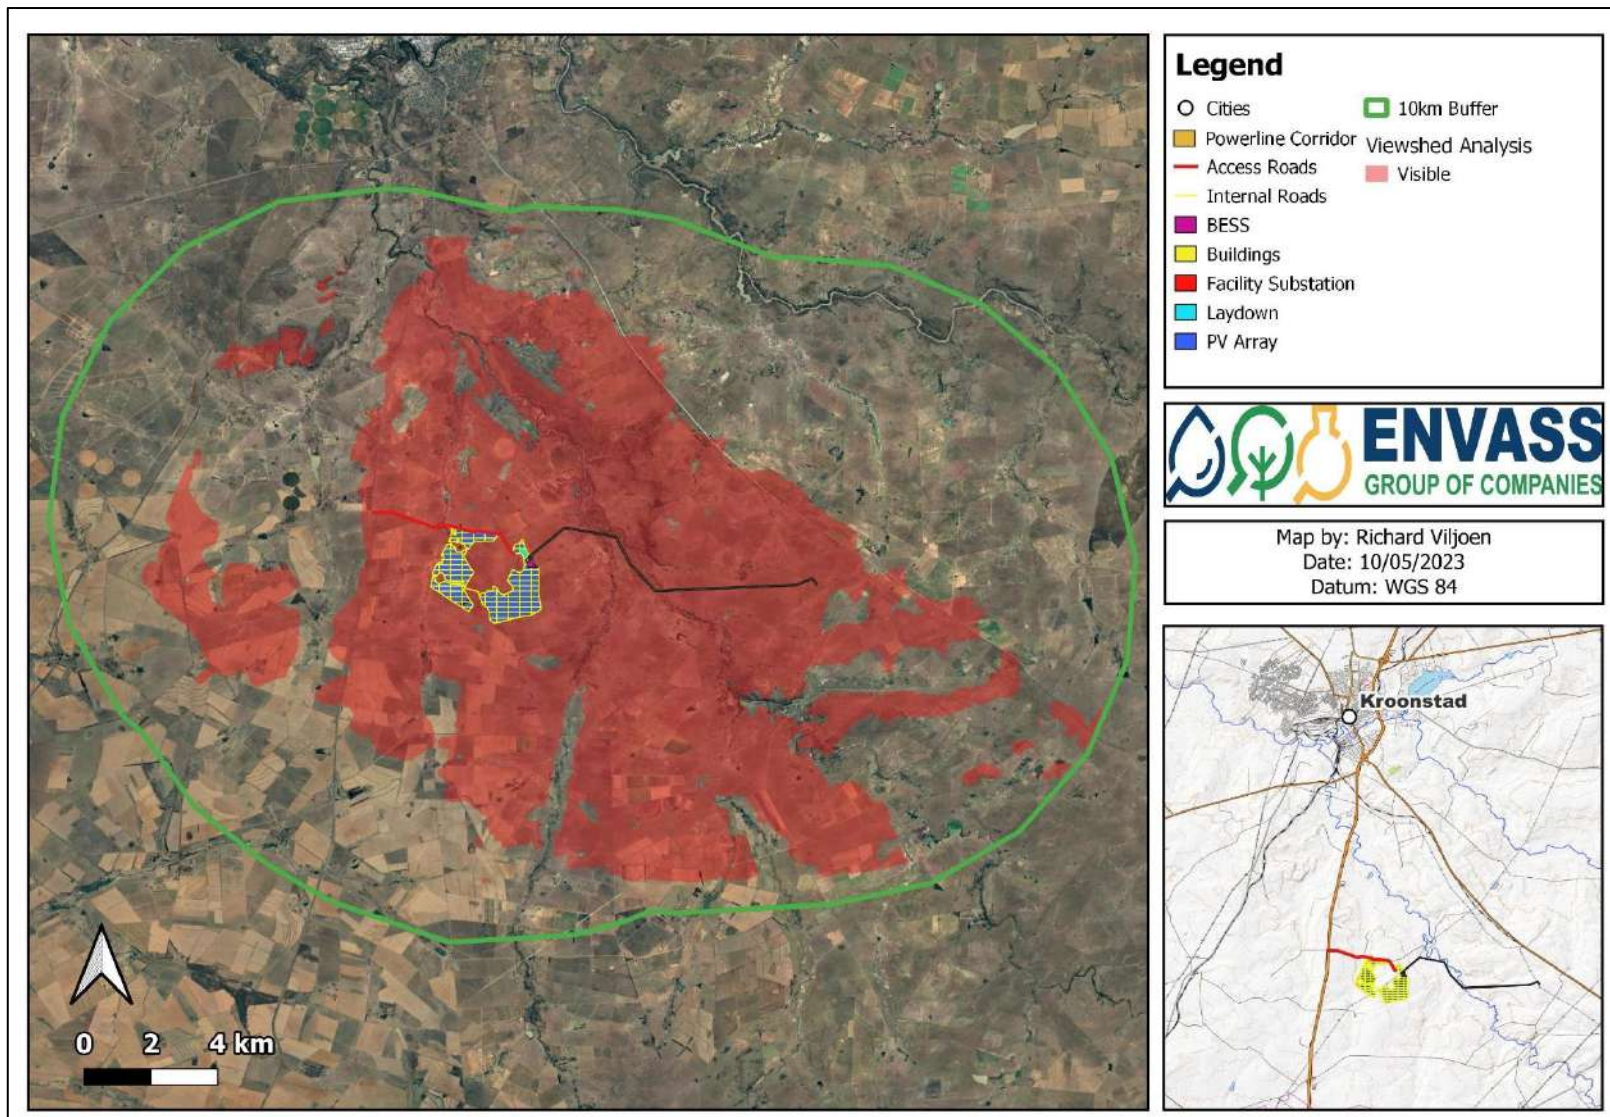 Legend
Cities
Powerline Corridor
Access Roads
Internal Roads
BESS
Buildings
Facility Substation
Laydown
PV Array
10km Buffer
Viewshed Analysis
Visible
ENVASS
GROUP OF COMPANIES
Map by: Richard Viljoen
Date: 10/05/2023
Datum: WGS 84
Kroonstad
0 2 4 km